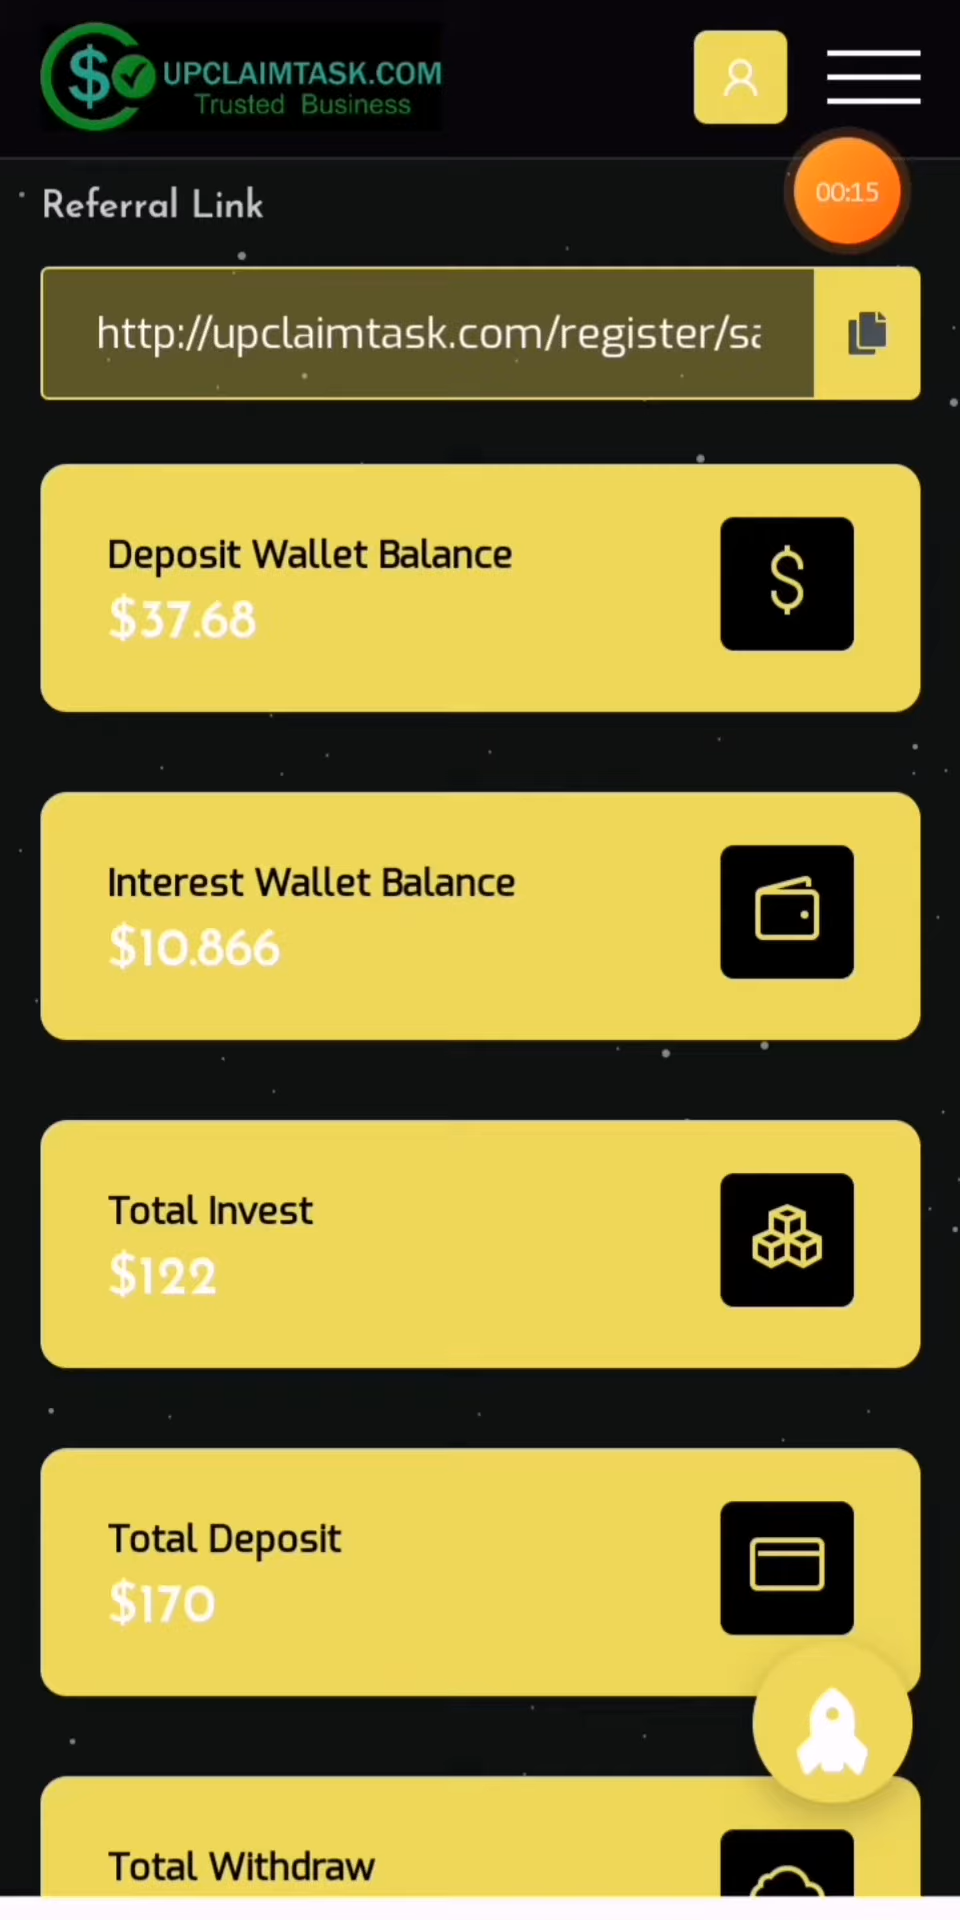 UPCLAIMTASK.COM
Trusted Business
00:15
Referral Link
http://upclaimtask.com/register/sa
Deposit Wallet Balance
$37.68
Interest Wallet Balance
$10.866
Total Invest
$122
Total Deposit
$170
Total Withdraw